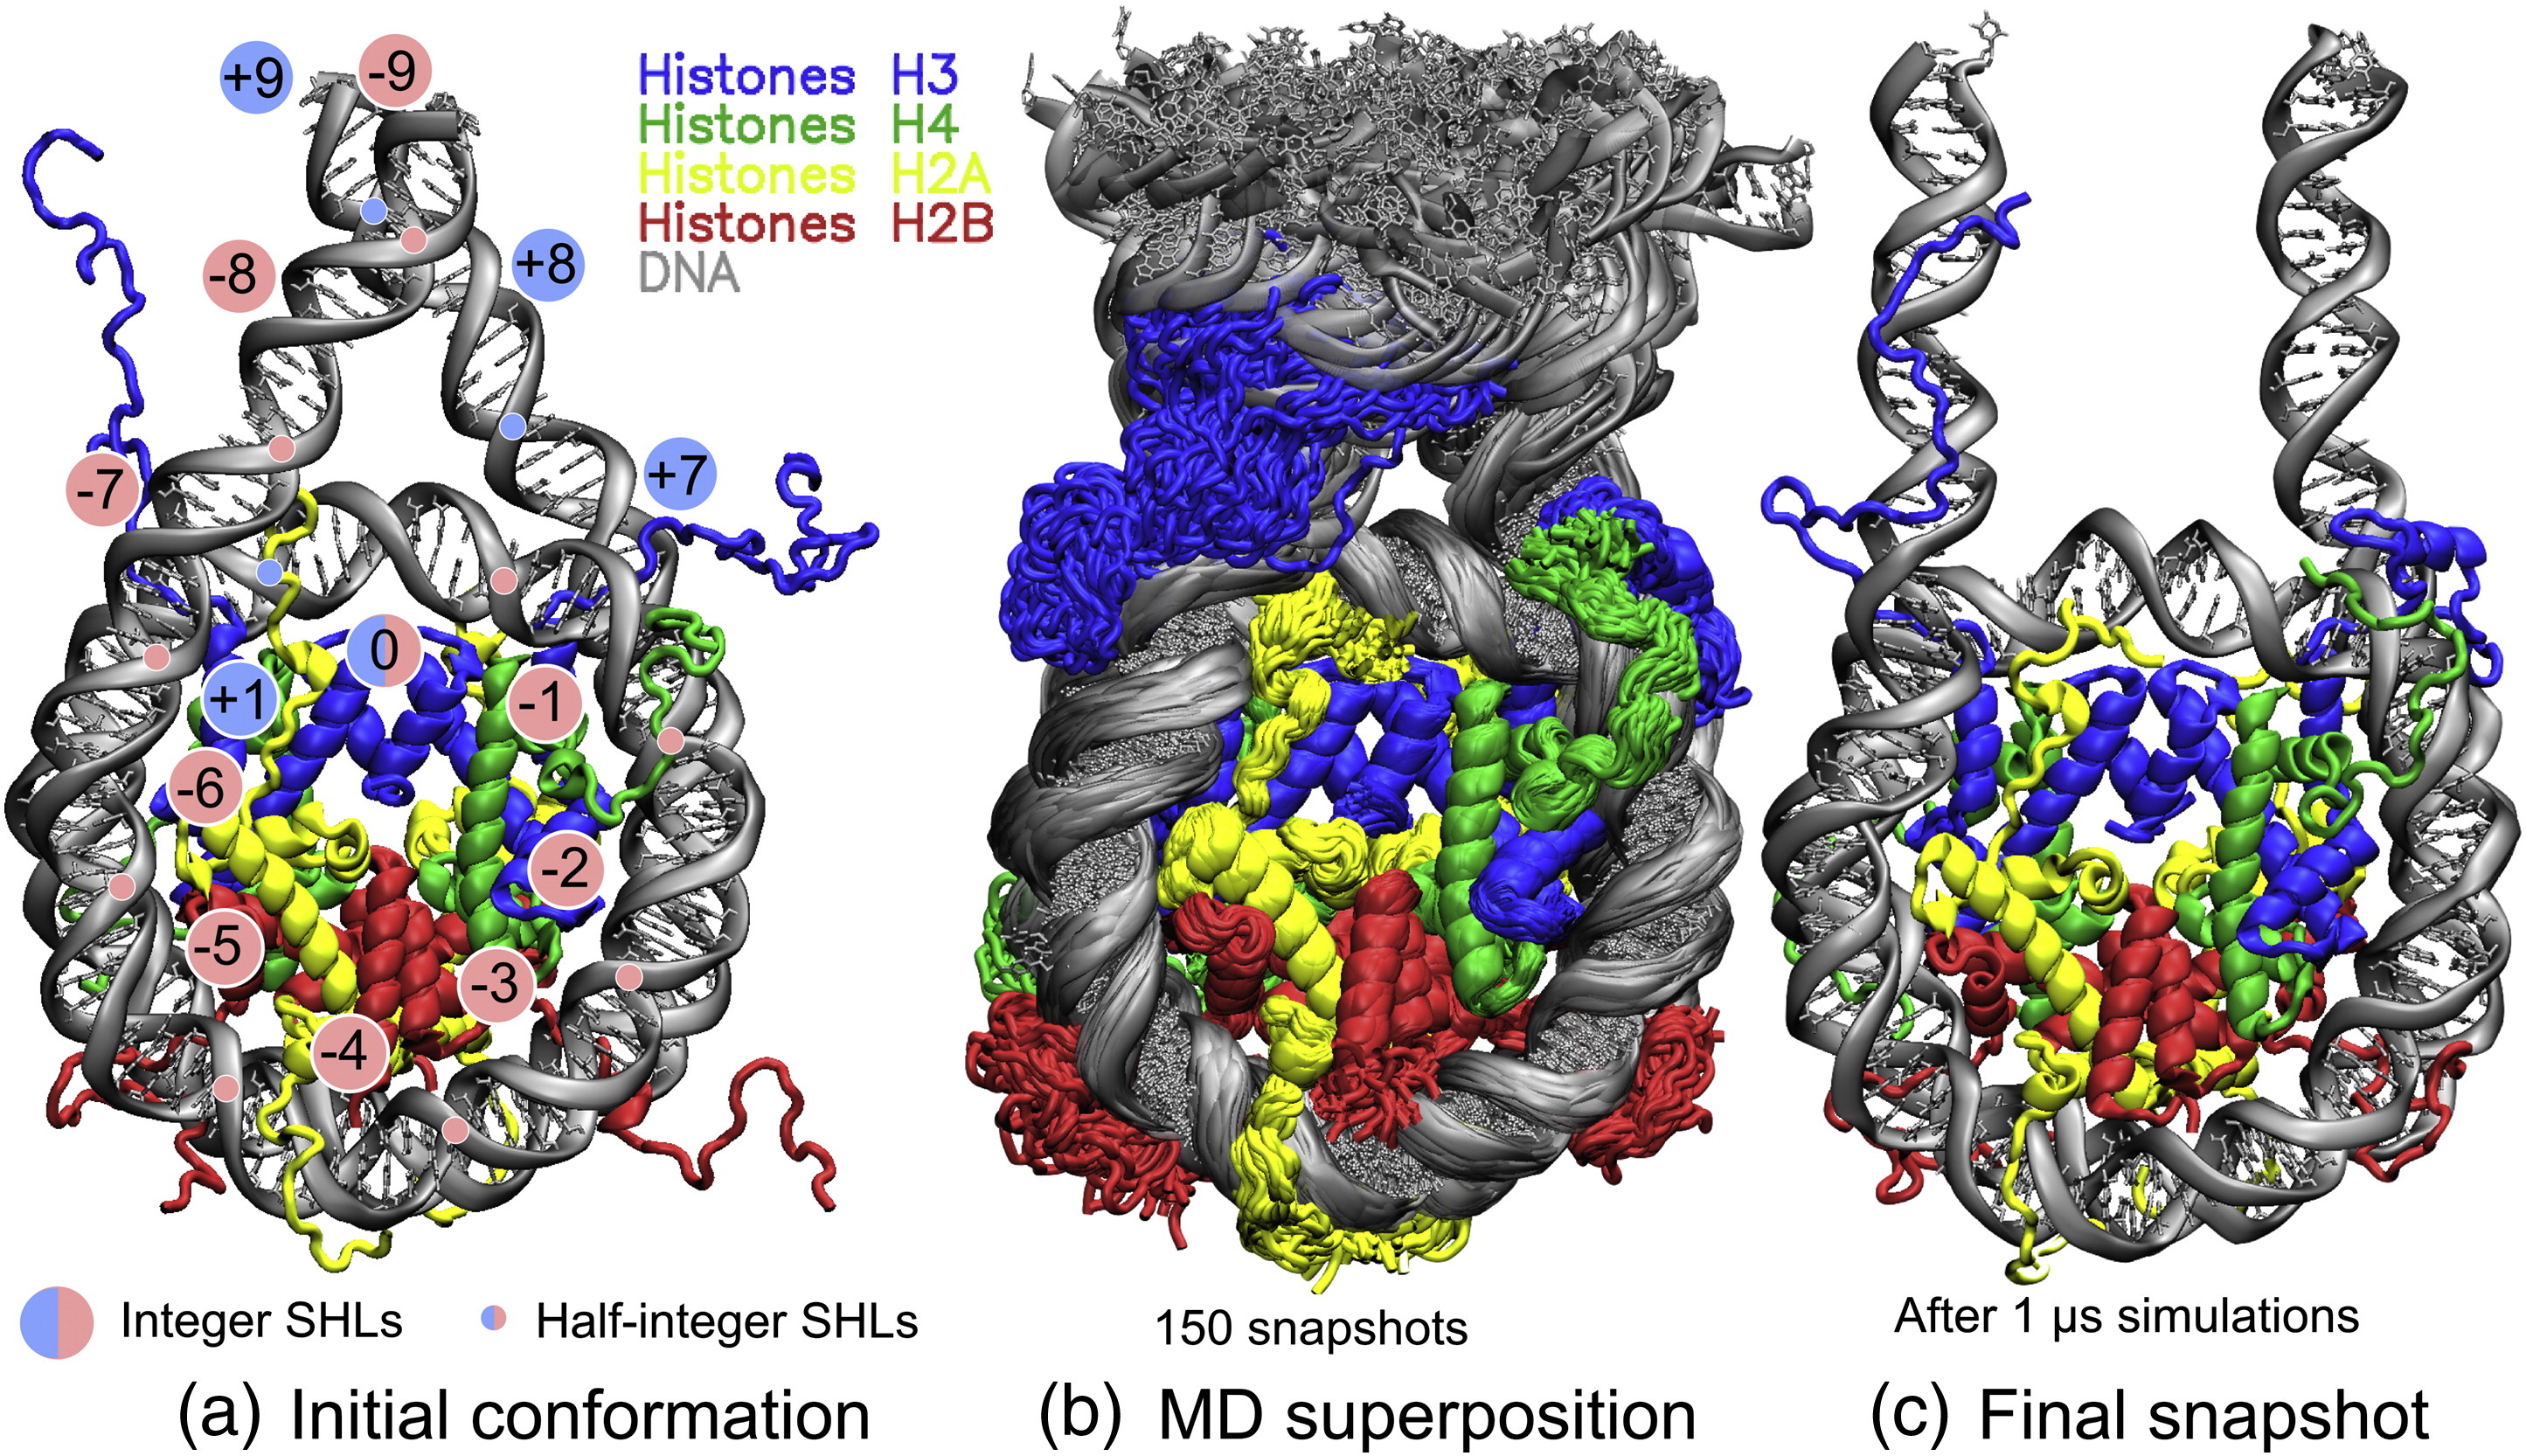 +9
-9
Histones H3
Histones H4
Histones H2A
Histones H2B
DNA
-8
+8
-7
+7
0
+1
-1
-6
-2
-5
-3
-4
Integer SHLs
Half-integer SHLs
150 snapshots
After 1 µs simulations
(a) Initial conformation
(b) MD superposition
(c) Final snapshot